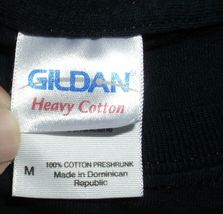 GILDAN
Heavy Cotton
M
100% COTTON PRESHRUNK
Made in Dominican
Republic